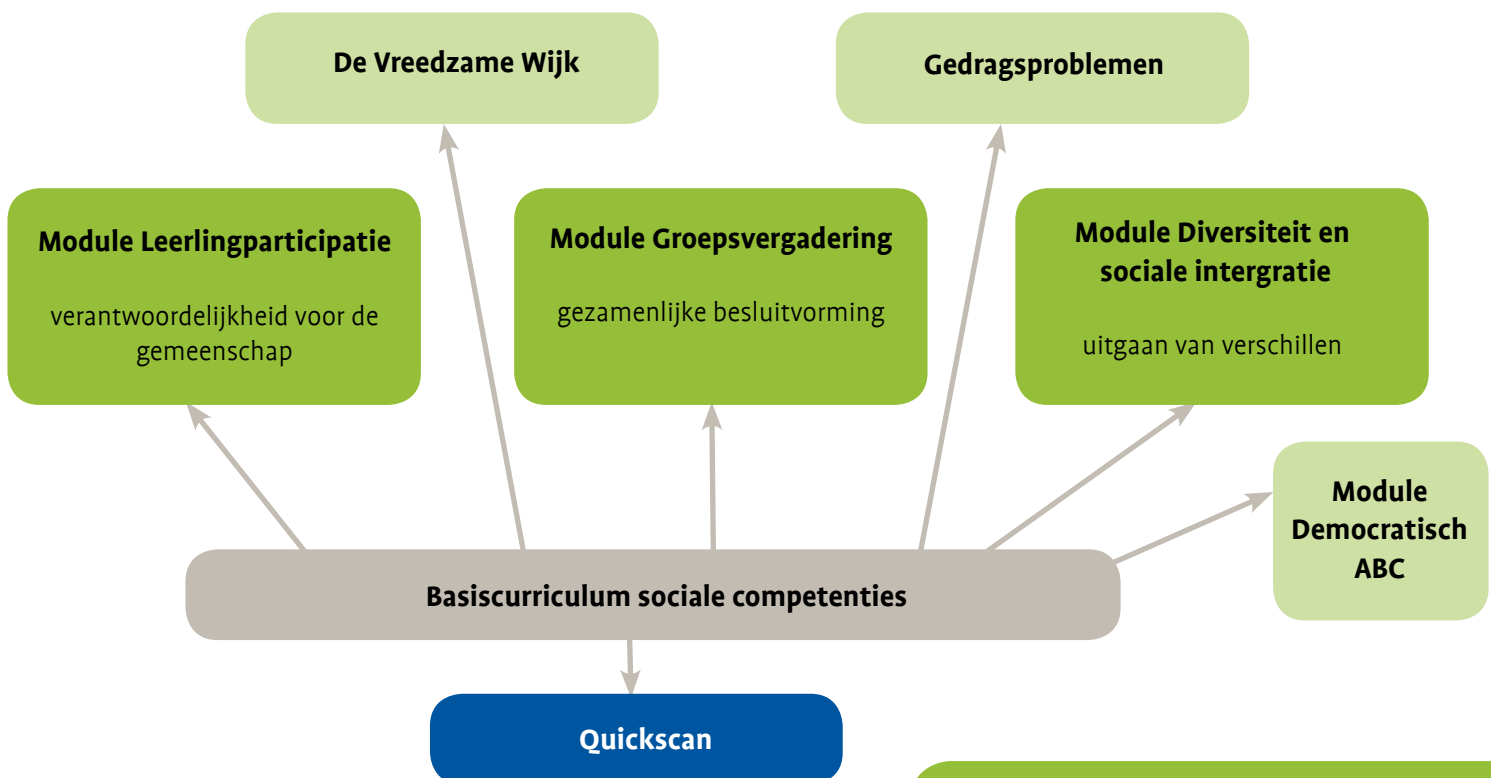 De Vreedzame Wijk
Gedragsproblemen
Module Leerlingparticipatie
verantwoordelijkheid voor de
gemeenschap
Module Groepsvergadering
gezamenlijke besluitvorming
Module Diversiteit en
sociale intergratie
uitgaan van verschillen
Module
Democratisch
ABC
Basiscurriculum sociale competenties
Quickscan